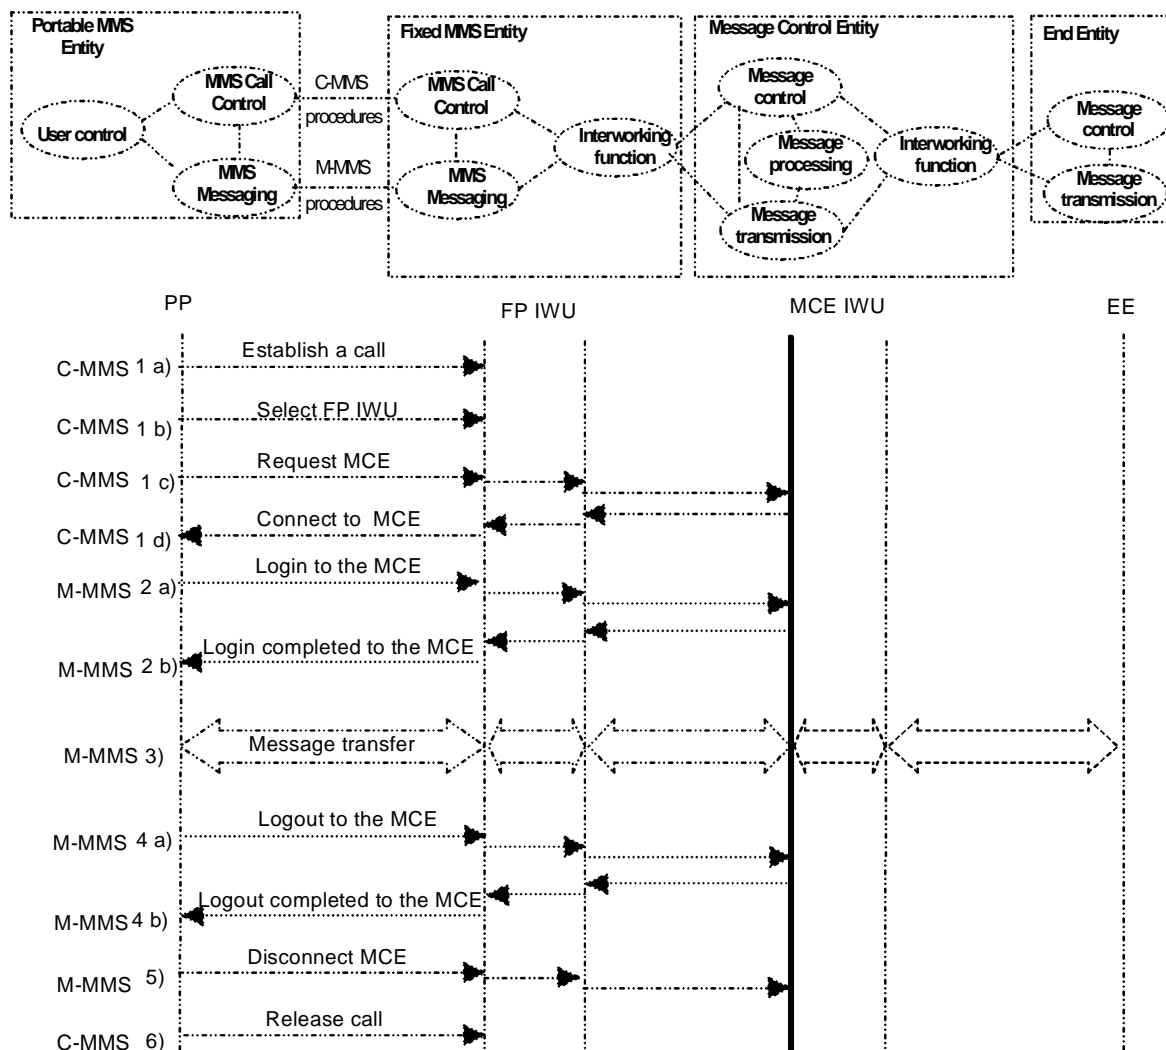 Portable MMS
Entity
Fixed MMS Entity
Message Control Entity
End Entity
MMS Call
Control
C-MMS
procedures
MMS Call
Control
Message
control
Message
control
User control
Interworking
function
Message
processing
Interworking
function
MMS
Messaging
M-MMS
procedures
MMS
Messaging
Message
transmission
Message
transmission
PP
FP IWU
MCE IWU
EE
C-MMS 1 a)
Establish a call
C-MMS 1 b)
Select FP IWU
C-MMS 1 c)
Request MCE
C-MMS 1 d)
Connect to MCE
M-MMS 2 a)
Login to the MCE
M-MMS 2 b)
Login completed to the MCE
M-MMS 3)
Message transfer
M-MMS 4 a)
Logout to the MCE
M-MMS 4 b)
Logout completed to the MCE
M-MMS 5)
Disconnect MCE
C-MMS 6)
Release call